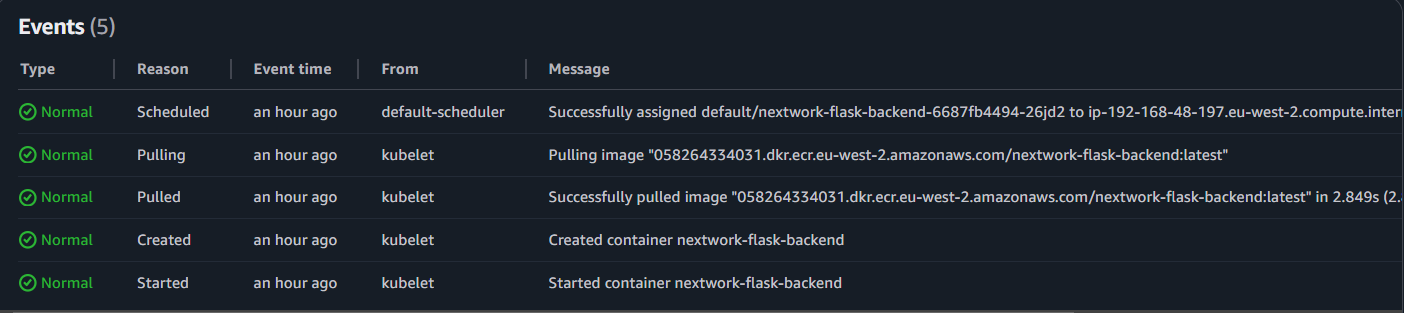 Events (5)
Type Reason Event time From Message
Normal Scheduled an hour ago default-scheduler Successfully assigned default/nextwork-flask-backend-6687fb4494-26jd2 to ip-192-168-48-197.eu-west-2.compute.intern
Normal Pulling an hour ago kubelet Pulling image "058264334031.dkr.ecr.eu-west-2.amazonaws.com/nextwork-flask-backend:latest"
Normal Pulled an hour ago kubelet Successfully pulled image "058264334031.dkr.ecr.eu-west-2.amazonaws.com/nextwork-flask-backend:latest" in 2.849s (2.
Normal Created an hour ago kubelet Created container nextwork-flask-backend
Normal Started an hour ago kubelet Started container nextwork-flask-backend